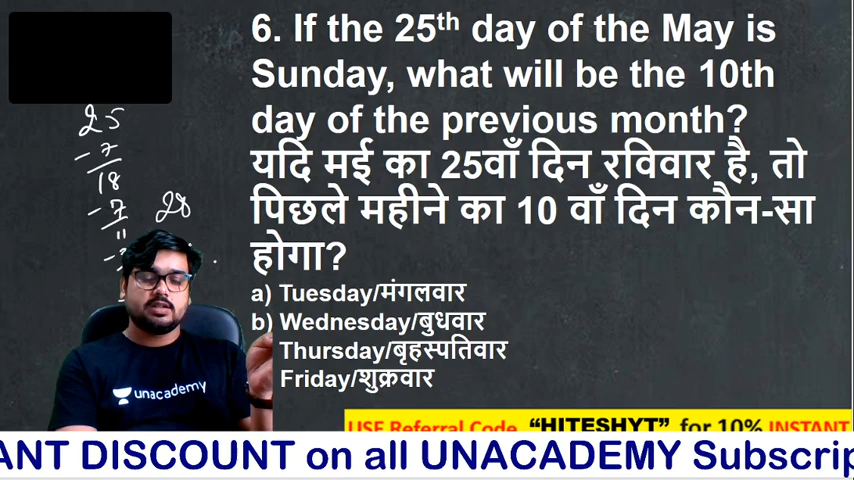 6. If the 25th day of the May is
Sunday, what will be the 10th
day of the previous month?
यदि मई का 25वाँ दिन रविवार है, तो
पिछले महीने का 10 वाँ दिन कौन-सा
होगा?
a) Tuesday/मंगलवार
b) Wednesday/बुधवार
Thursday/बृहस्पतिवार
Friday/शुक्रवार
25
- 7
18
- 7
28
11
unacademy
USE Referral Code "HITESHYT" for 10% INSTANT
ANT DISCOUNT on all UNACADEMY Subscrip